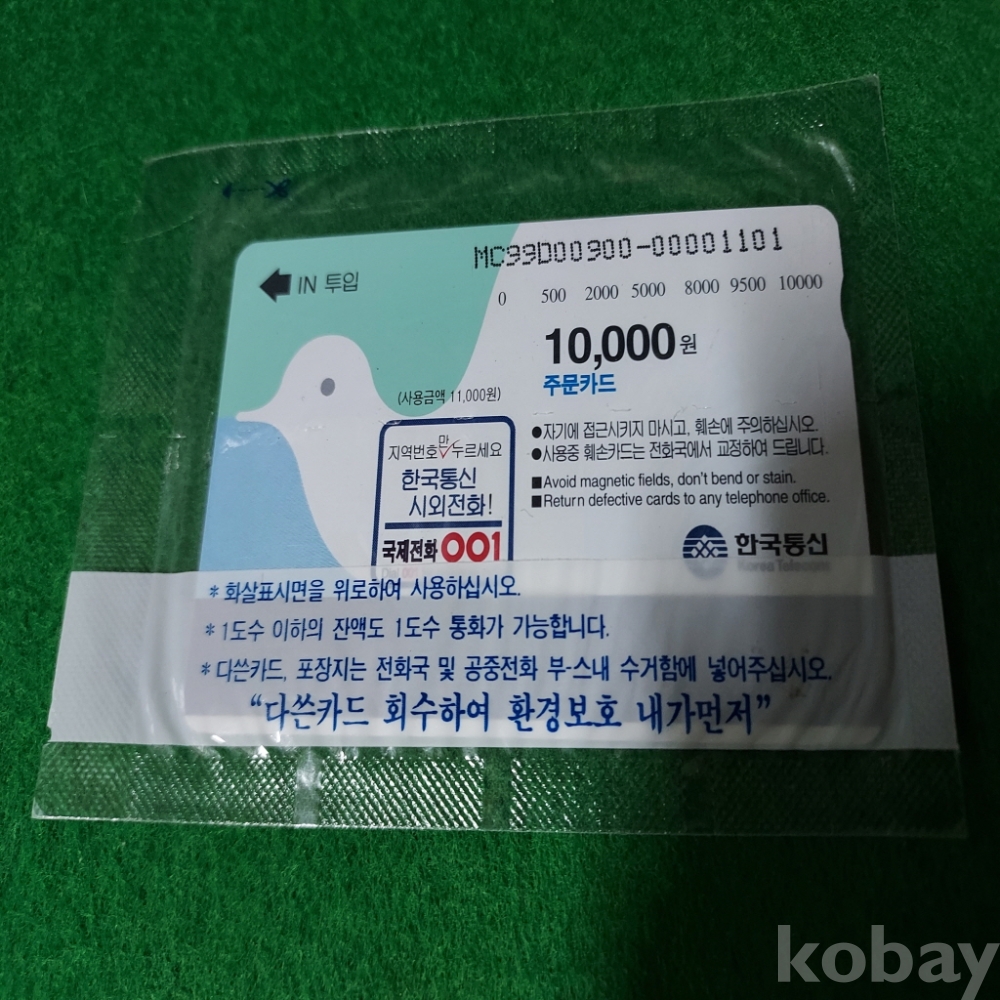 MC99D00900-00001101
IN 투입
0 500 2000 5000 8000 9500 10000
10,000원
주문카드
(사용금액 11,000원)
●자기에 접근시키지 마시고, 훼손에 주의하십시오.
●사용중 훼손카드는 전화국에서 교정하여 드립니다.
■Avoid magnetic fields, don't bend or stain.
■Return defective cards to any telephone office.
지역번호만누르세요
한국통신
시외전화!
국제전화 001
한국통신
Korea Telecom
＊화살표시면을 위로하여 사용하십시오.
＊1도수 이하의 잔액도 1도수 통화가 가능합니다.
＊다쓴카드, 포장지는 전화국 및 공중전화 부-스내 수거함에 넣어주십시오.
“다쓴카드 회수하여 환경보호 내가먼저”
kobay